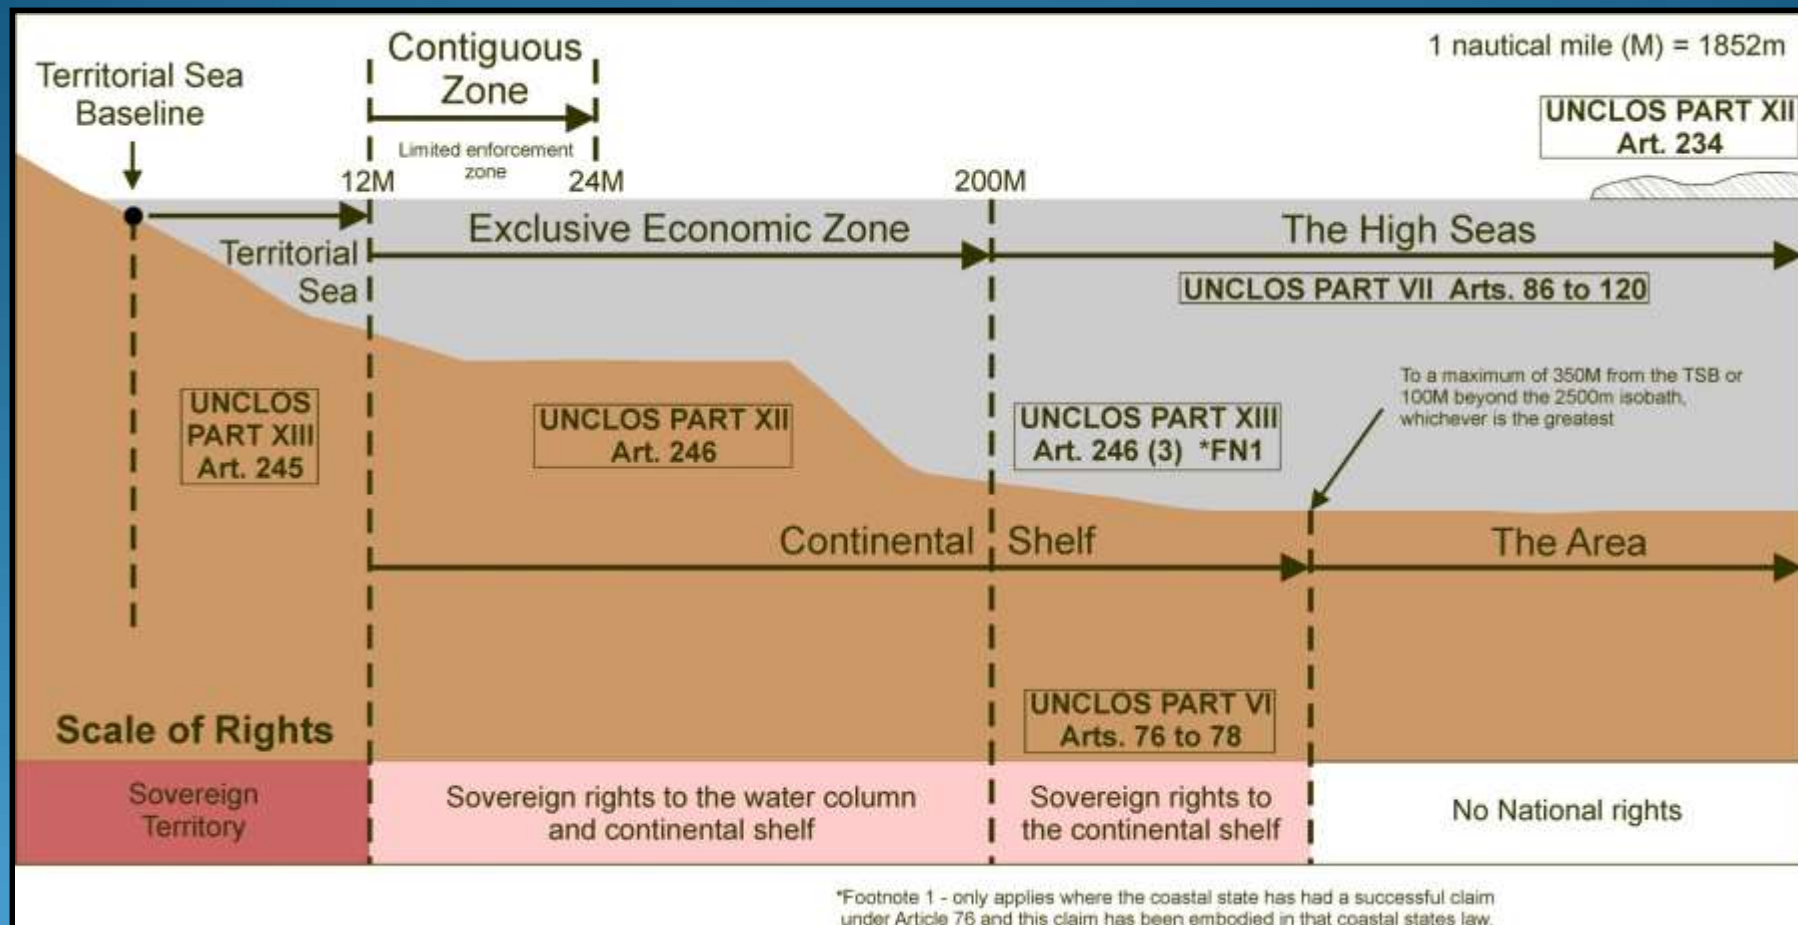 Contiguous
Zone
1 nautical mile (M) = 1852m
Territorial Sea
Baseline
UNCLOS PART XII
Art. 234
Limited enforcement
zone
12M
24M
200M
Exclusive Economic Zone
The High Seas
Territorial
Sea
UNCLOS PART VII Arts. 86 to 120
To a maximum of 350M from the TSB or
100M beyond the 2500m isobath,
whichever is the greatest
UNCLOS
PART XIII
Art. 245
UNCLOS PART XII
Art. 246
UNCLOS PART XIII
Art. 246 (3) *FN1
Continental Shelf
The Area
UNCLOS PART VI
Arts. 76 to 78
Scale of Rights
Sovereign
Territory
Sovereign rights to the water column
and continental shelf
Sovereign rights to
the continental shelf
No National rights
*Footnote 1 - only applies where the coastal state has had a successful claim
under Article 76 and this claim has been embodied in that coastal states law.